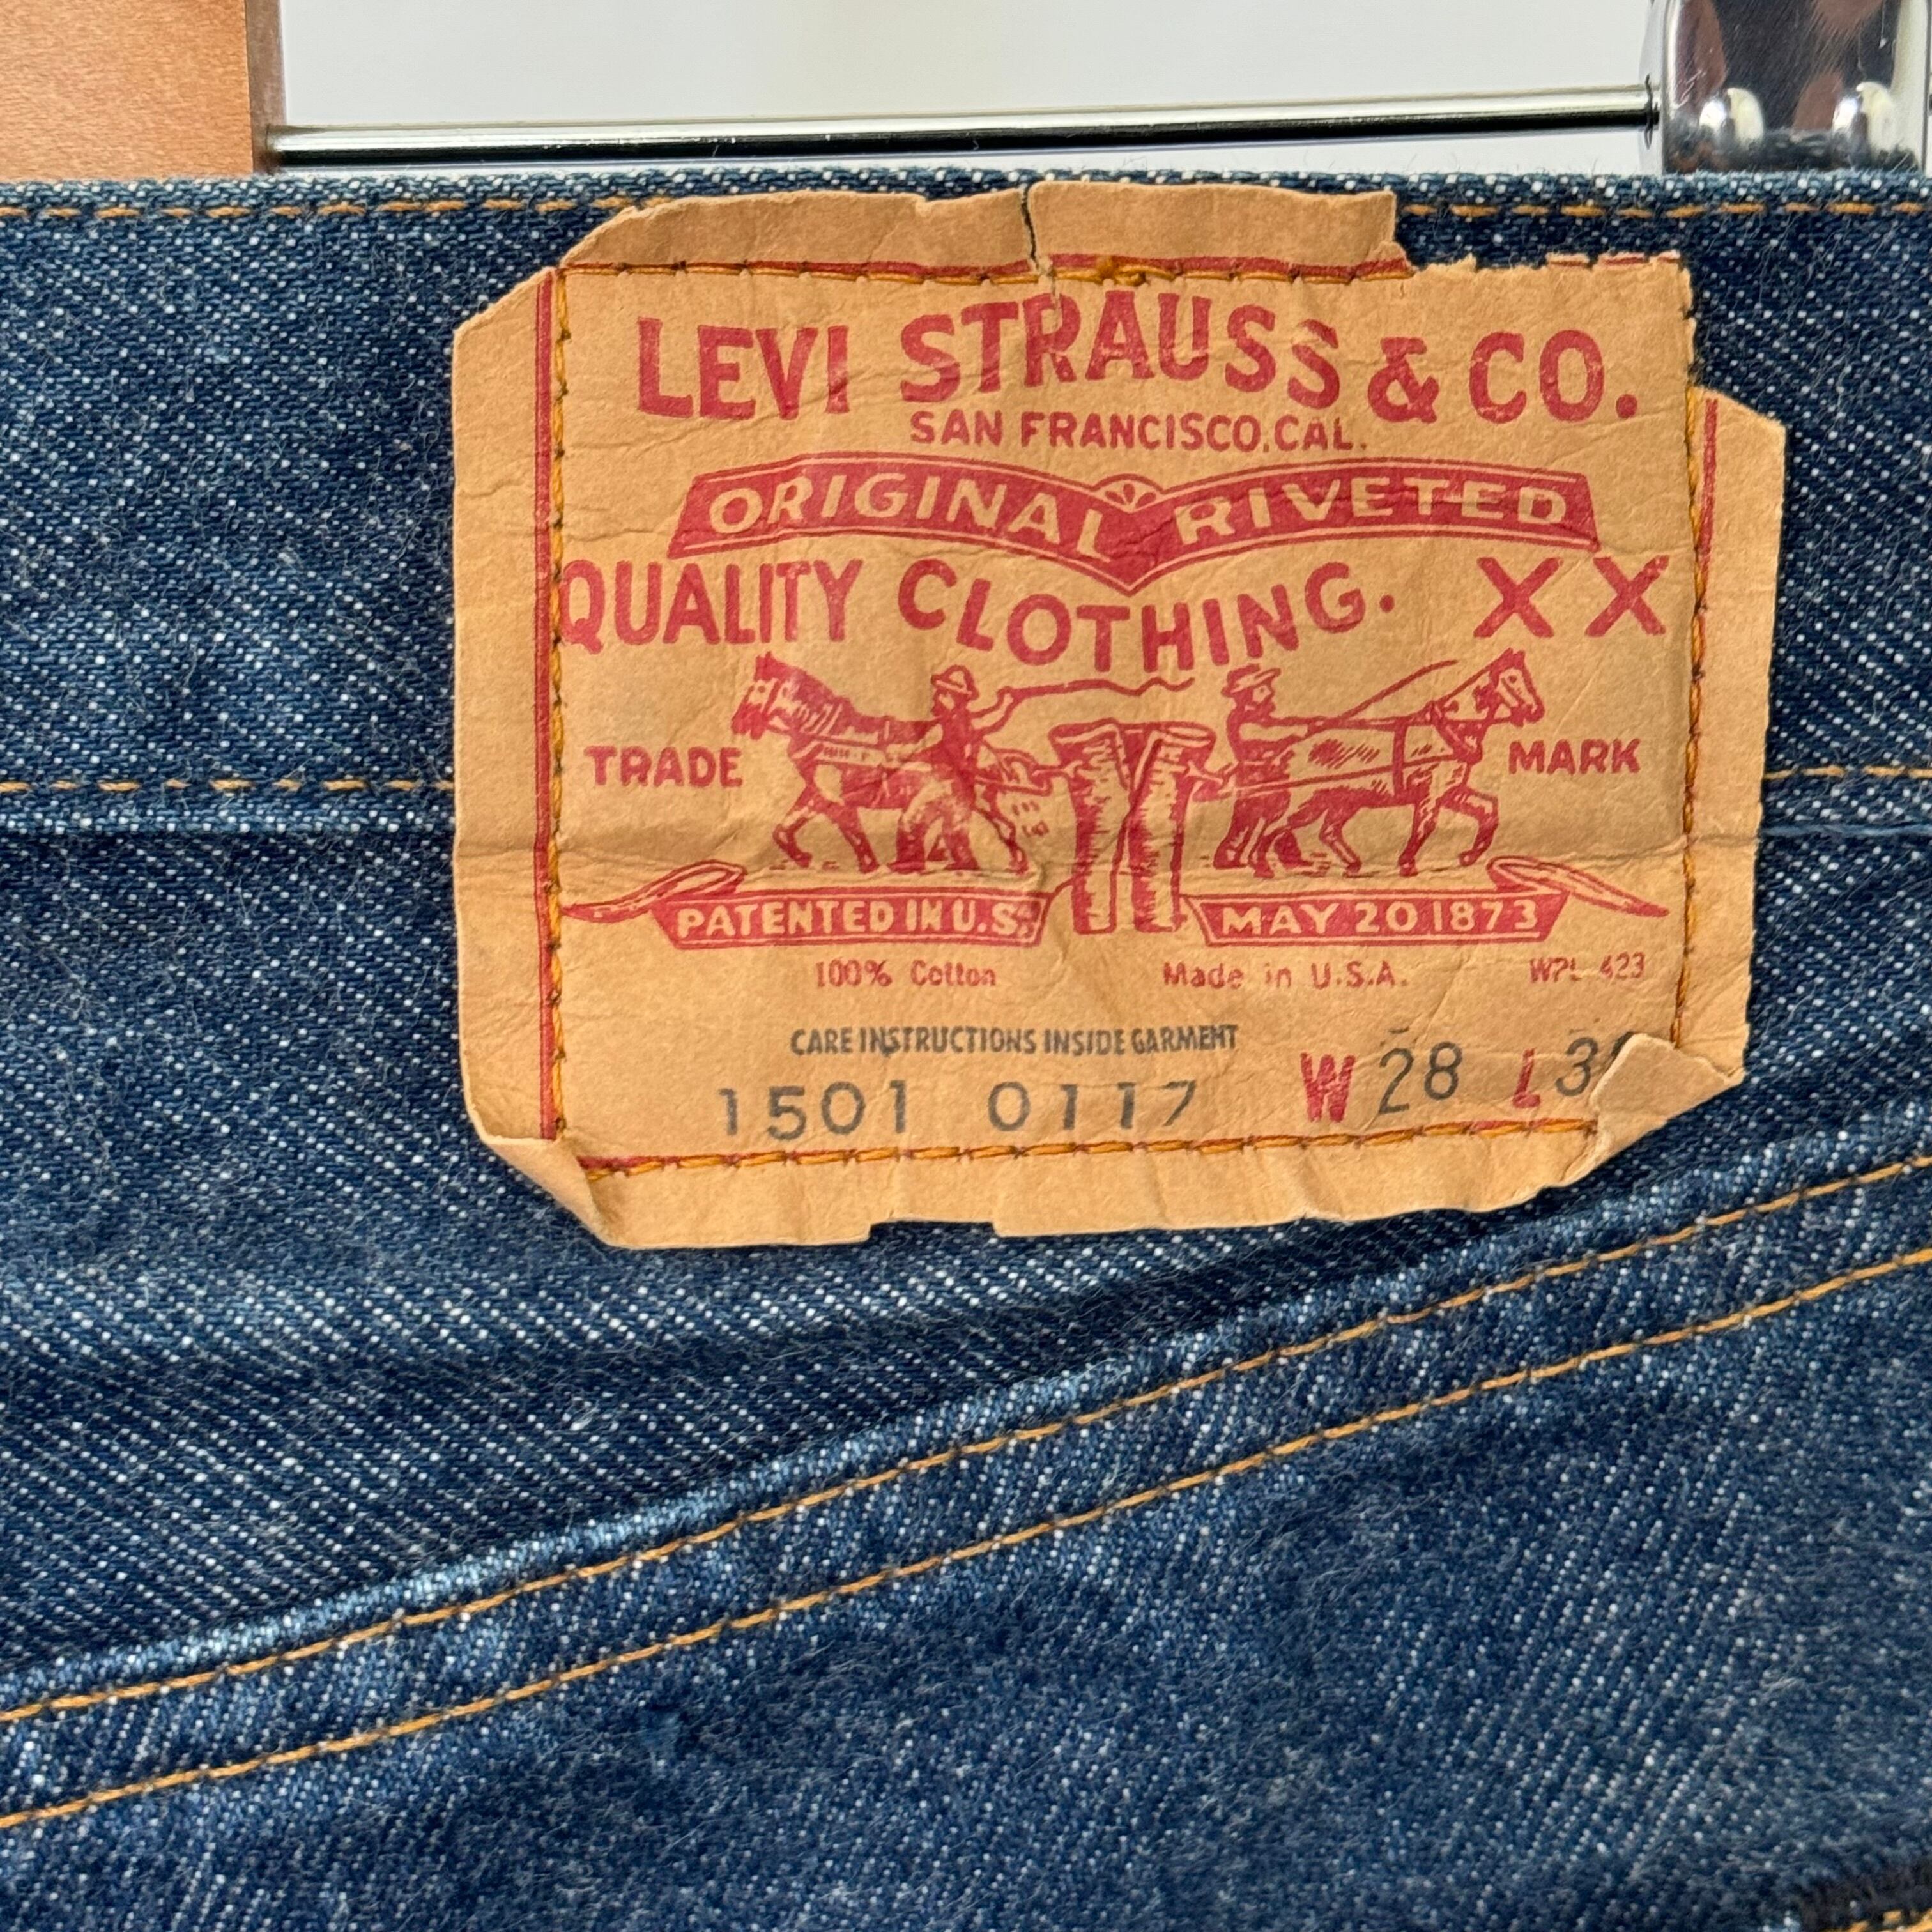 LEVI STRAUSS & CO.
SAN FRANCISCO, CAL.
ORIGINAL RIVETED
QUALITY CLOTHING. XX
TRADE MARK
PATENTED IN U.S. MAY 20 1873
100% Cotton Made in U.S.A. WPL 423
CARE INSTRUCTIONS INSIDE GARMENT
1501 0117 W 28 L